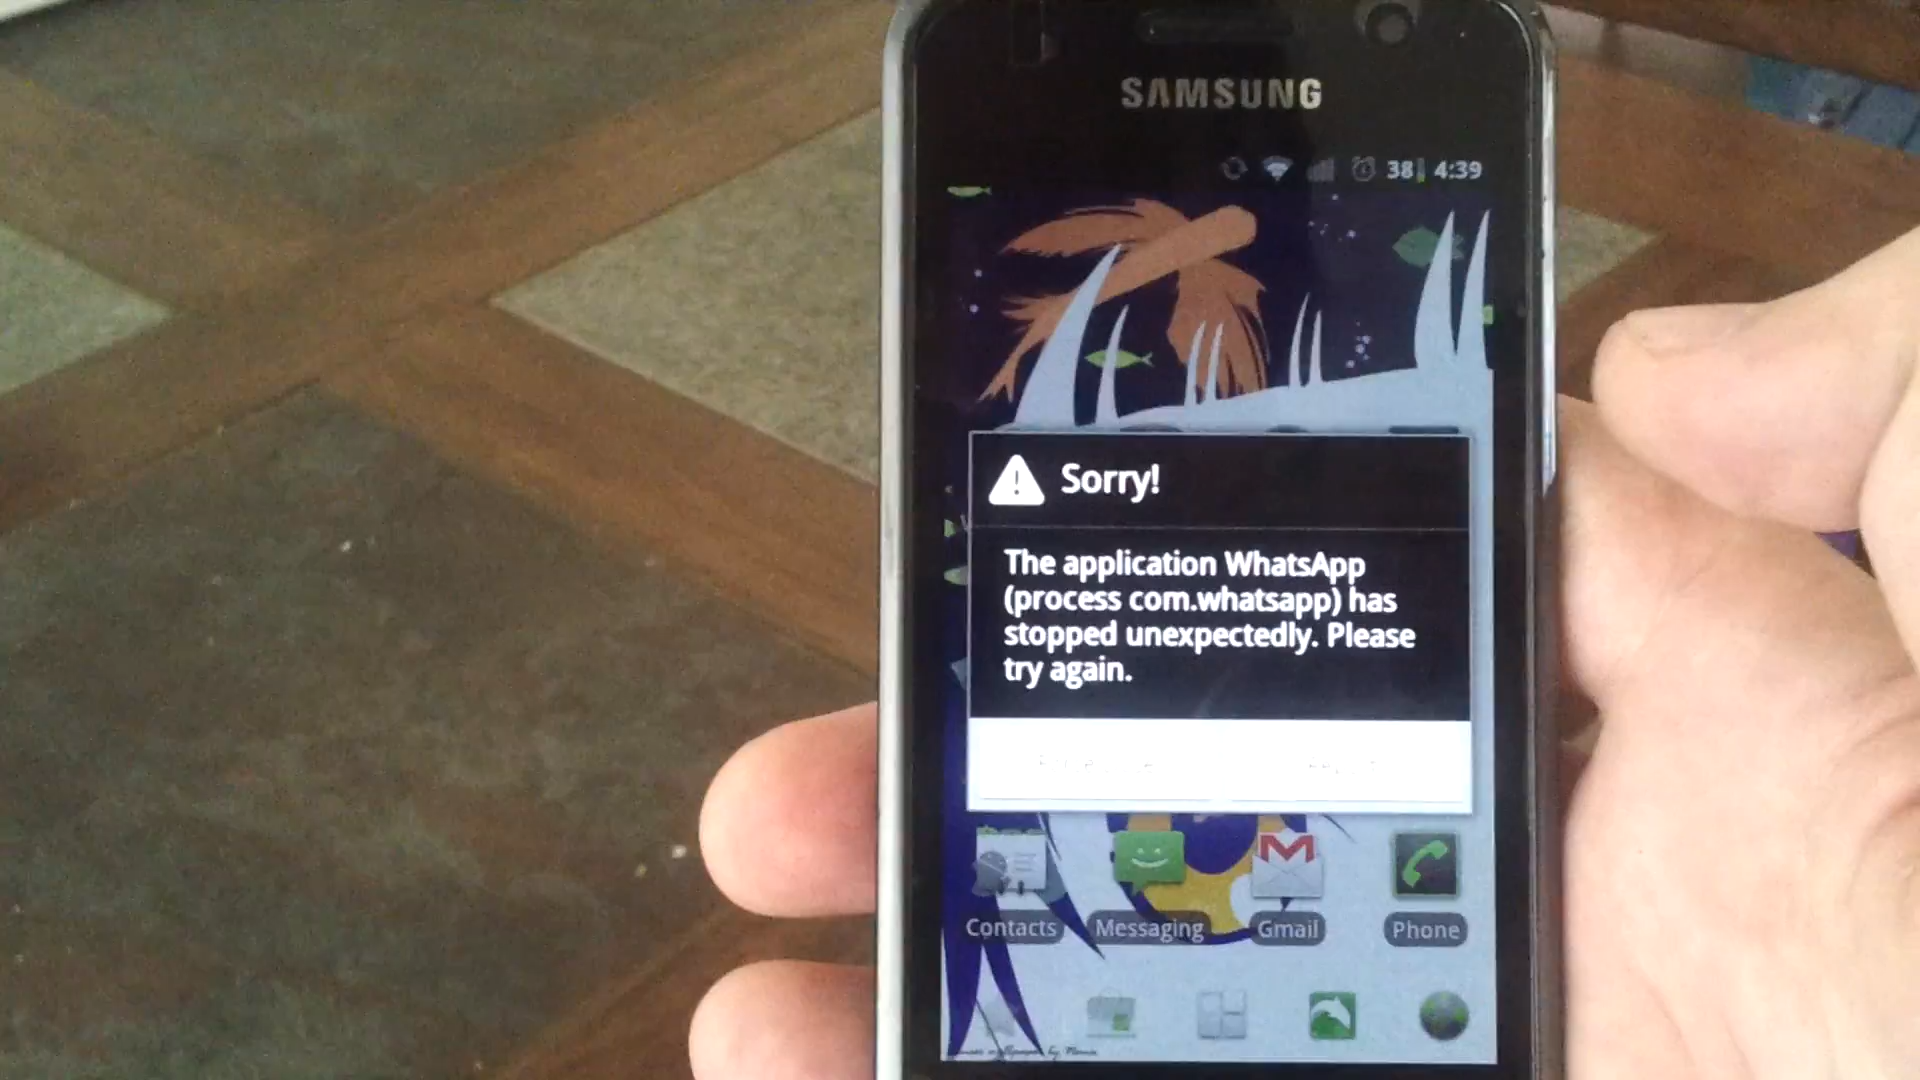 SAMSUNG
38 4:39
Sorry!
The application WhatsApp
(process com.whatsapp) has
stopped unexpectedly. Please
try again.
Contacts Messaging Gmail Phone